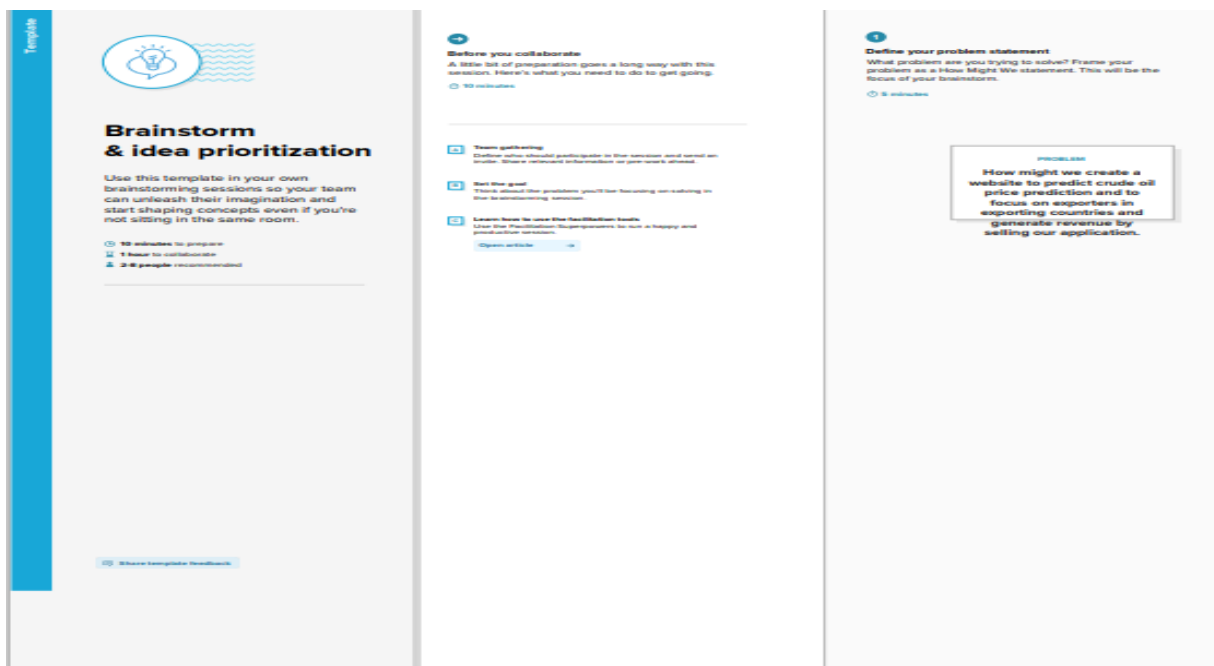 Template
Brainstorm
& idea prioritization
Use this template in your own
brainstorming sessions so your team
can unleash their imagination and
start shaping concepts even if you're
not sitting in the same room.
10 minutes to prepare
1 hour to collaborate
2-8 people recommended
Share template feedback
Before you collaborate
A little bit of preparation goes a long way with this
session. Here's what you need to do to get going.
10 minutes
A
Team gathering
Define who should participate in the session and send an
invite. Share relevant information or pre-work ahead.
B
Set the goal
Think about the problem you'll be focusing on solving in
the brainstorming session.
C
Learn how to use the facilitation tools
Use the Facilitation Superpowers to run a happy and
productive session.
Open article
1
Define your problem statement
What problem are you trying to solve? Frame your
problem as a How Might We statement. This will be the
focus of your brainstorm.
5 minutes
PROBLEM
How might we create a
website to predict crude oil
price prediction and to
focus on exporters in
exporting countries and
generate revenue by
selling our application.